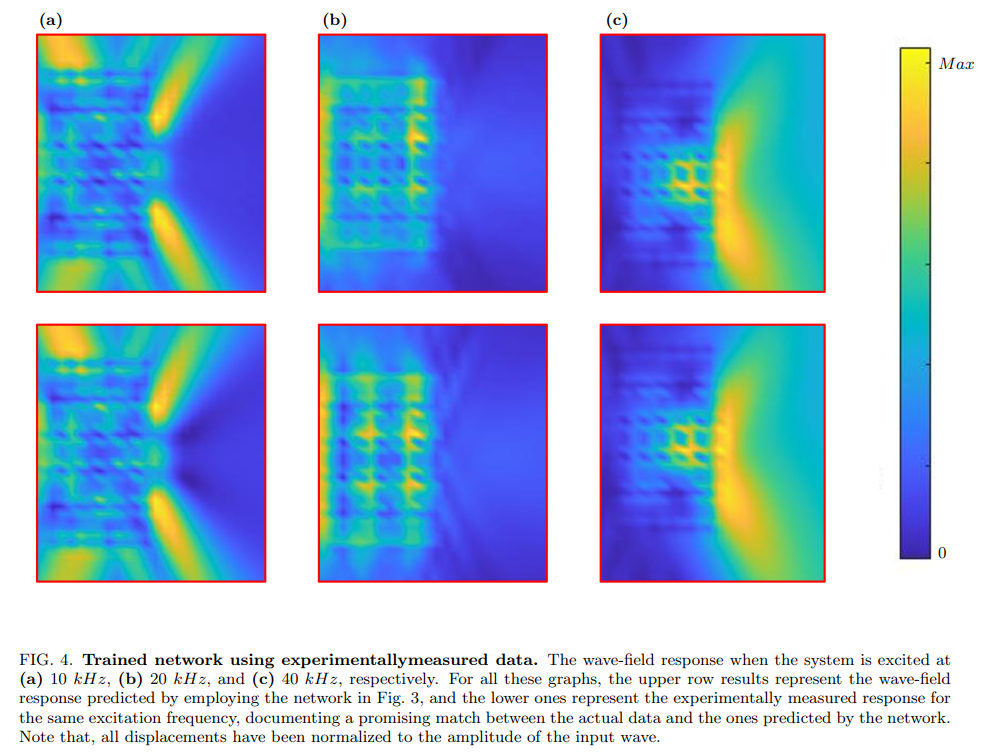 (a)
(b)
(c)
Max
0
FIG. 4. Trained network using experimentallymeasured data. The wave-field response when the system is excited at
(a) 10 kHz, (b) 20 kHz, and (c) 40 kHz, respectively. For all these graphs, the upper row results represent the wave-field
response predicted by employing the network in Fig. 3, and the lower ones represent the experimentally measured response for
the same excitation frequency, documenting a promising match between the actual data and the ones predicted by the network.
Note that, all displacements have been normalized to the amplitude of the input wave.